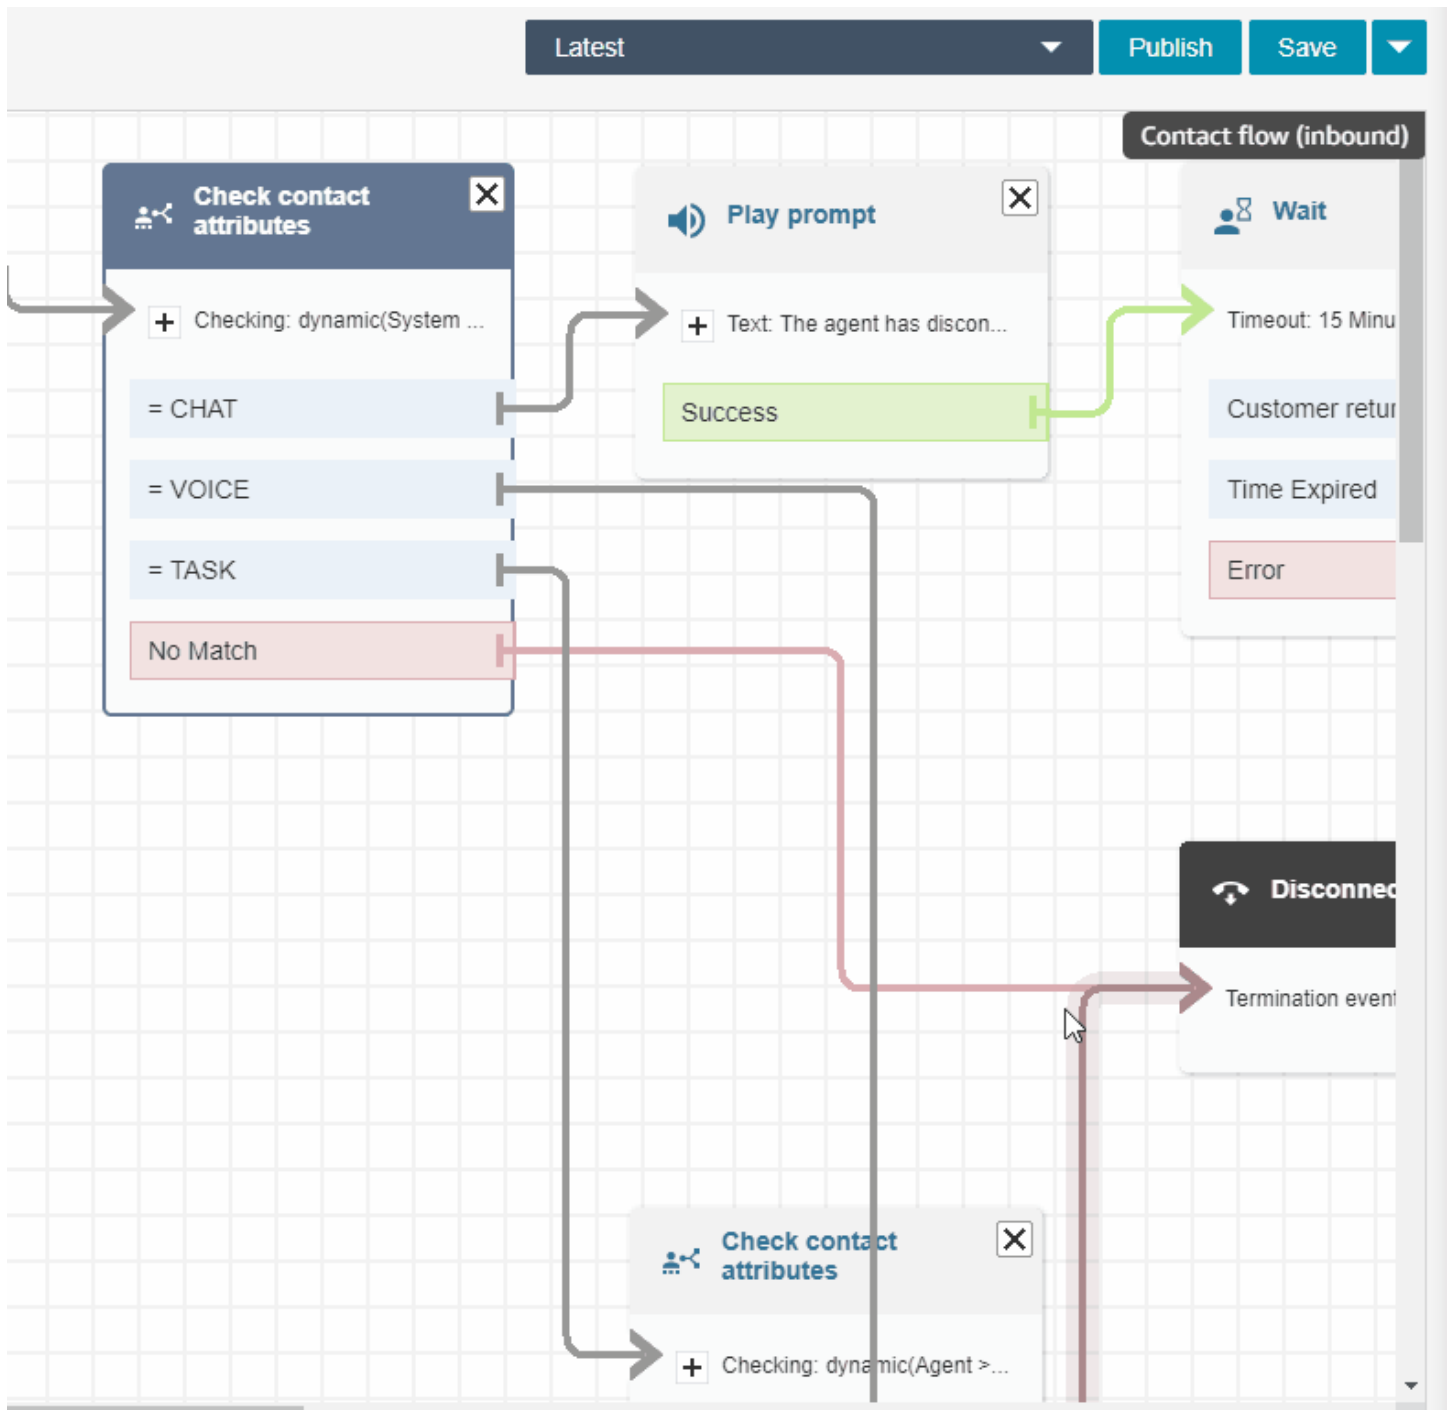 Latest
Publish
Save
Contact flow (inbound)
Check contact
attributes
Checking: dynamic(System ...
= CHAT
= VOICE
= TASK
No Match
Play prompt
Text: The agent has discon...
Success
Wait
Timeout: 15 Minu
Customer retur
Time Expired
Error
Disconnec
Termination event
Check contact
attributes
Checking: dynamic(Agent >...